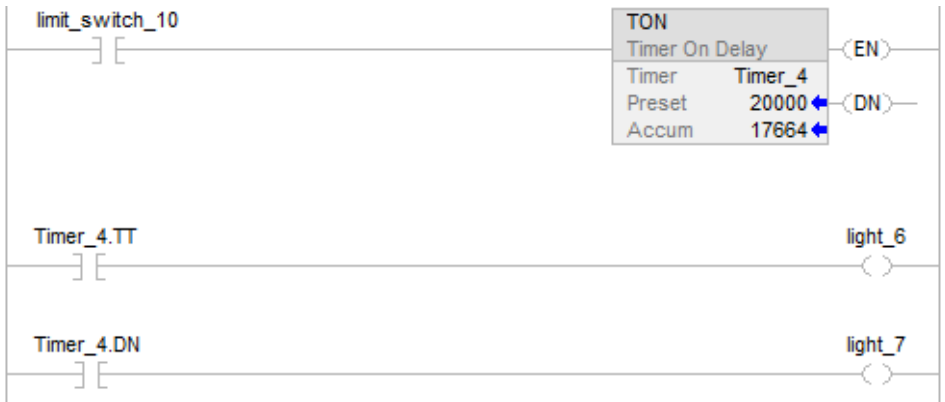 limit_switch_10
TON
Timer On Delay
EN
Timer Timer_4
Preset 20000
DN
Accum 17664
Timer_4.TT
light_6
Timer_4.DN
light_7